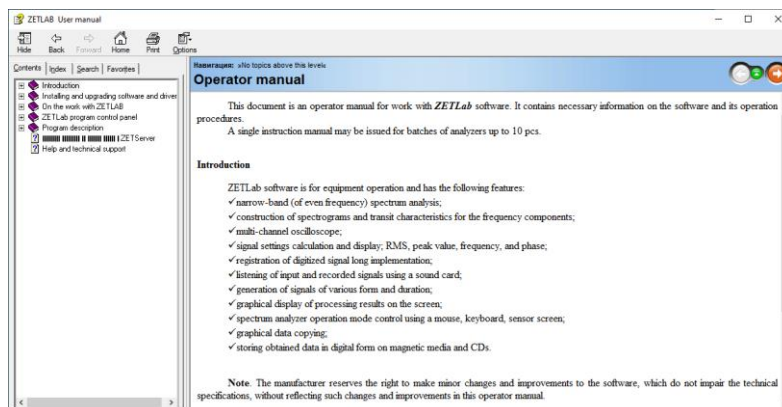 ZETLAB User manual
Hide Back Forward Home Print Options
Contents Index Search Favorites
Introduction
Installing and upgrading software and driver
On the work with ZETLAB
ZETLab program control panel
Program description
ZETServer
Help and technical support
Навигация: »No topics above this level«
Operator manual
This document is an operator manual for work with ZETLab software. It contains necessary information on the software and its operation
procedures.
A single instruction manual may be issued for batches of analyzers up to 10 pcs.
Introduction
ZETLab software is for equipment operation and has the following features:
✓narrow-band (of even frequency) spectrum analysis;
✓construction of spectrograms and transit characteristics for the frequency components;
✓multi-channel oscilloscope;
✓signal settings calculation and display; RMS, peak value, frequency, and phase;
✓registration of digitized signal long implementation;
✓listening of input and recorded signals using a sound card;
✓generation of signals of various form and duration;
✓graphical display of processing results on the screen;
✓spectrum analyzer operation mode control using a mouse, keyboard, sensor screen;
✓graphical data copying;
✓storing obtained data in digital form on magnetic media and CDs.
Note. The manufacturer reserves the right to make minor changes and improvements to the software, which do not impair the technical
specifications, without reflecting such changes and improvements in this operator manual.